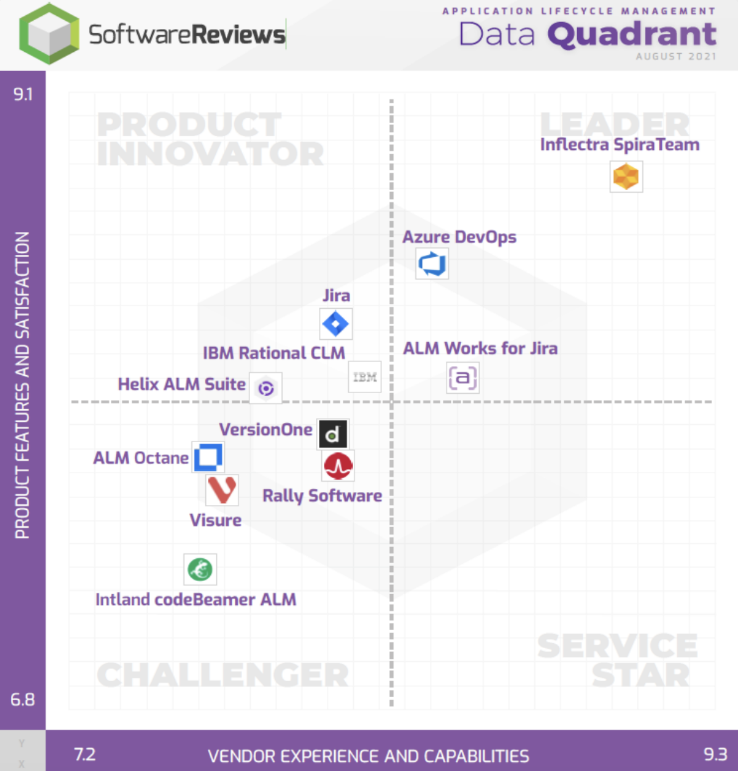 SoftwareReviews
APPLICATION LIFECYCLE MANAGEMENT
Data Quadrant
AUGUST 2021
9.1
PRODUCT FEATURES AND SATISFACTION
6.8
PRODUCT
INNOVATOR
LEADER
Inflectra SpiraTeam
Azure DevOps
Jira
IBM Rational CLM
IBM
ALM Works for Jira
[a]
Helix ALM Suite
VersionOne
d
ALM Octane
Rally Software
Visure
Intland codeBeamer ALM
CHALLENGER
SERVICE
STAR
Y
X
7.2
VENDOR EXPERIENCE AND CAPABILITIES
9.3